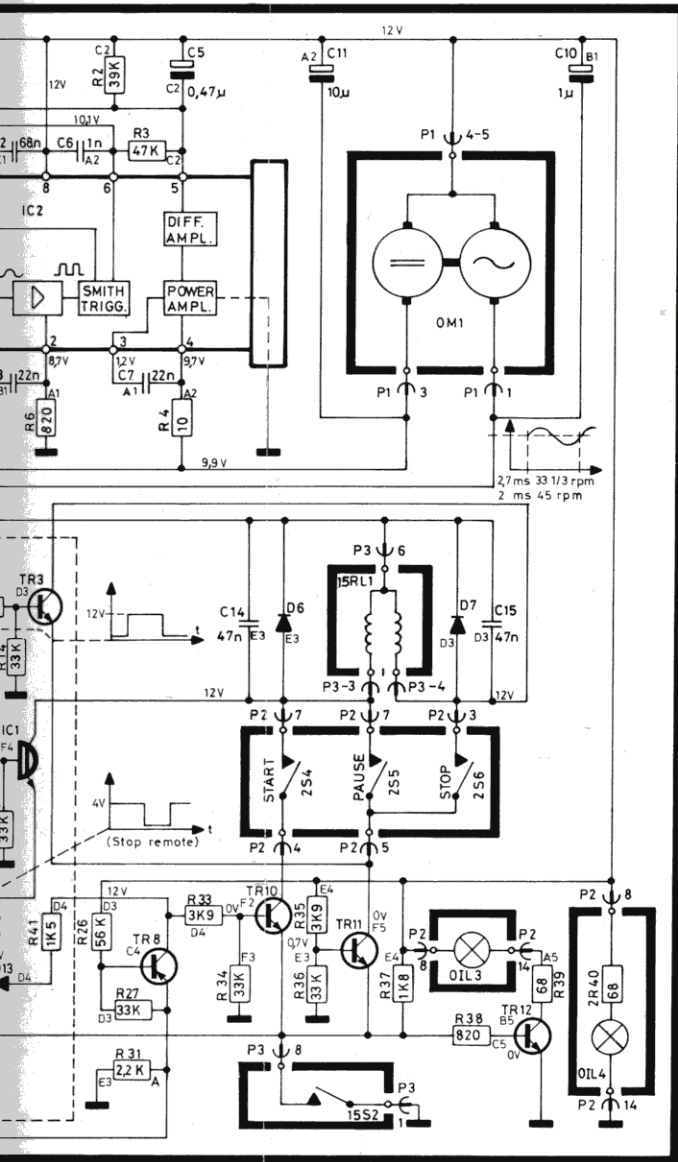 12V
C2
R2
39K
C5
C2 0,47µ
12V
A2 C11
10µ
C10 B1
1µ
10,1V
68n
C6 1n
A2
R3
47K
C2
P1 4-5
8
6
5
IC2
DIFF. AMPL.
SMITH TRIGG.
POWER AMPL.
OM1
2
3
4
8,7V
1,2V
9,7V
22n
B1
A1
C7 22n
A1
A2
R6
820
R4
10
P1 3
P1 1
9,9V
2,7 ms 33 1/3 rpm
2 ms 45 rpm
P3 6
15RL1
TR3
D3
12V
t
R14
33K
C14
47n E3
D6
E3
D7
D3
C15
D3 47n
P3-3
P3-4
12V
12V
P2 7
P2 7
P2 3
IC1
F4
START
2S4
PAUSE
2S5
STOP
2S6
33K
4V
t
(Stop remote)
P2 4
P2 5
12V
D4
R41
1K5
D3
R26
56K
R33
3K9
D4
TR10
0V F2
E4
R35
3K9
TR11
0V
F5
0,7V
E3
P2 8
TR8
C4
F3
R34
33K
R36
33K
E4
R37
1K8
P2
8
OIL3
P2
14
A5
68
R39
2R40
68
D4
R27
33K
D3
R38
820
TR12
B5
C5
0V
R31
2,2K
E3
A
P3 8
15S2
P3
1
OIL4
P2 14